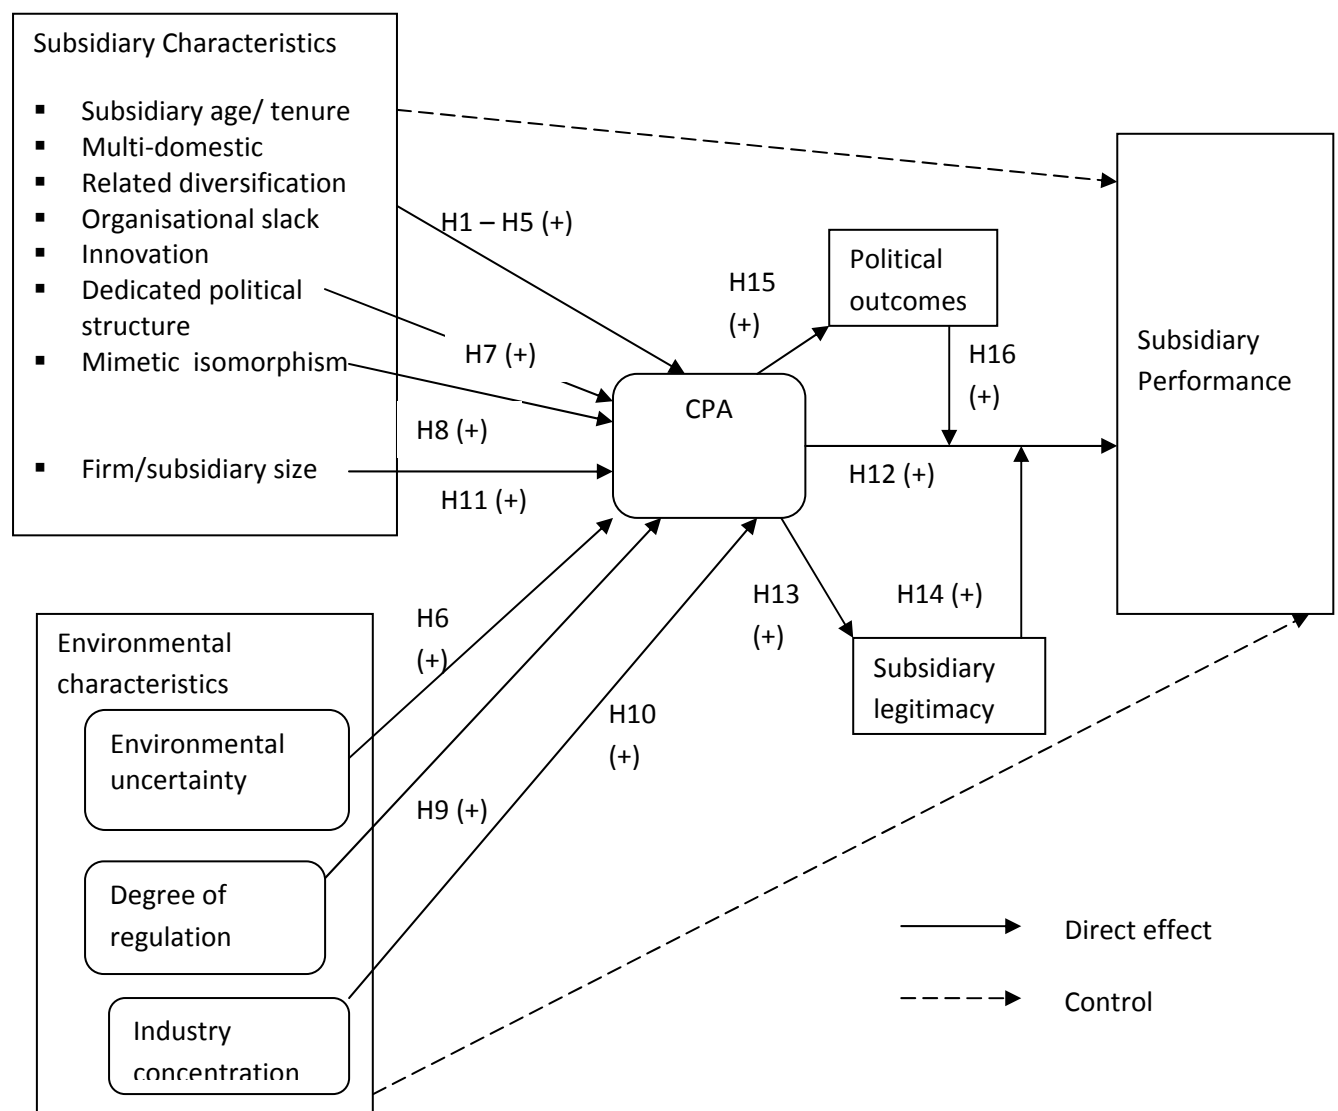 Subsidiary Characteristics
▪ Subsidiary age/ tenure
▪ Multi-domestic
▪ Related diversification
▪ Organisational slack
▪ Innovation
▪ Dedicated political
structure
▪ Mimetic isomorphism
▪ Firm/subsidiary size
H1 – H5 (+)
H7 (+)
H8 (+)
H11 (+)
CPA
H15
(+)
Political
outcomes
H16
(+)
H12 (+)
Subsidiary
Performance
H13
(+)
H14 (+)
Subsidiary
legitimacy
H6
(+)
H9 (+)
H10
(+)
Environmental
characteristics
Environmental
uncertainty
Degree of
regulation
Industry
concentration
Direct effect
Control